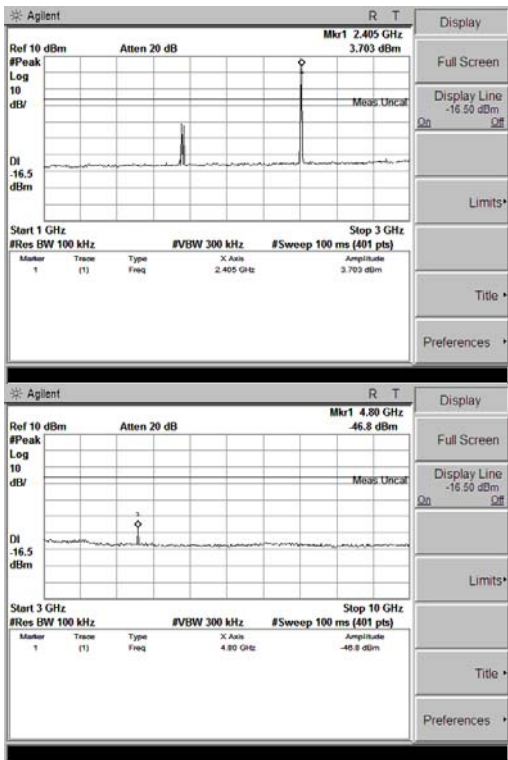 Agilent R T
Mkr1 2.405 GHz
Ref 10 dBm Atten 20 dB 3.703 dBm
#Peak
Log
10
dB/
Meas Uncal
DI
-16.5
dBm
Start 1 GHz Stop 3 GHz
#Res BW 100 kHz #VBW 300 kHz #Sweep 100 ms (401 pts)
Marker Trace Type X Axis Amplitude
1 (1) Freq 2.405 GHz 3.703 dBm
Display
Full Screen
Display Line
-16.50 dBm
On Off
Limits
Title
Preferences
Agilent R T
Mkr1 4.80 GHz
Ref 10 dBm Atten 20 dB -46.8 dBm
#Peak
Log
10
dB/
Meas Uncal
1
DI
-16.5
dBm
Start 3 GHz Stop 10 GHz
#Res BW 100 kHz #VBW 300 kHz #Sweep 100 ms (401 pts)
Marker Trace Type X Axis Amplitude
1 (1) Freq 4.80 GHz -46.8 dBm
Display
Full Screen
Display Line
-16.50 dBm
On Off
Limits
Title
Preferences